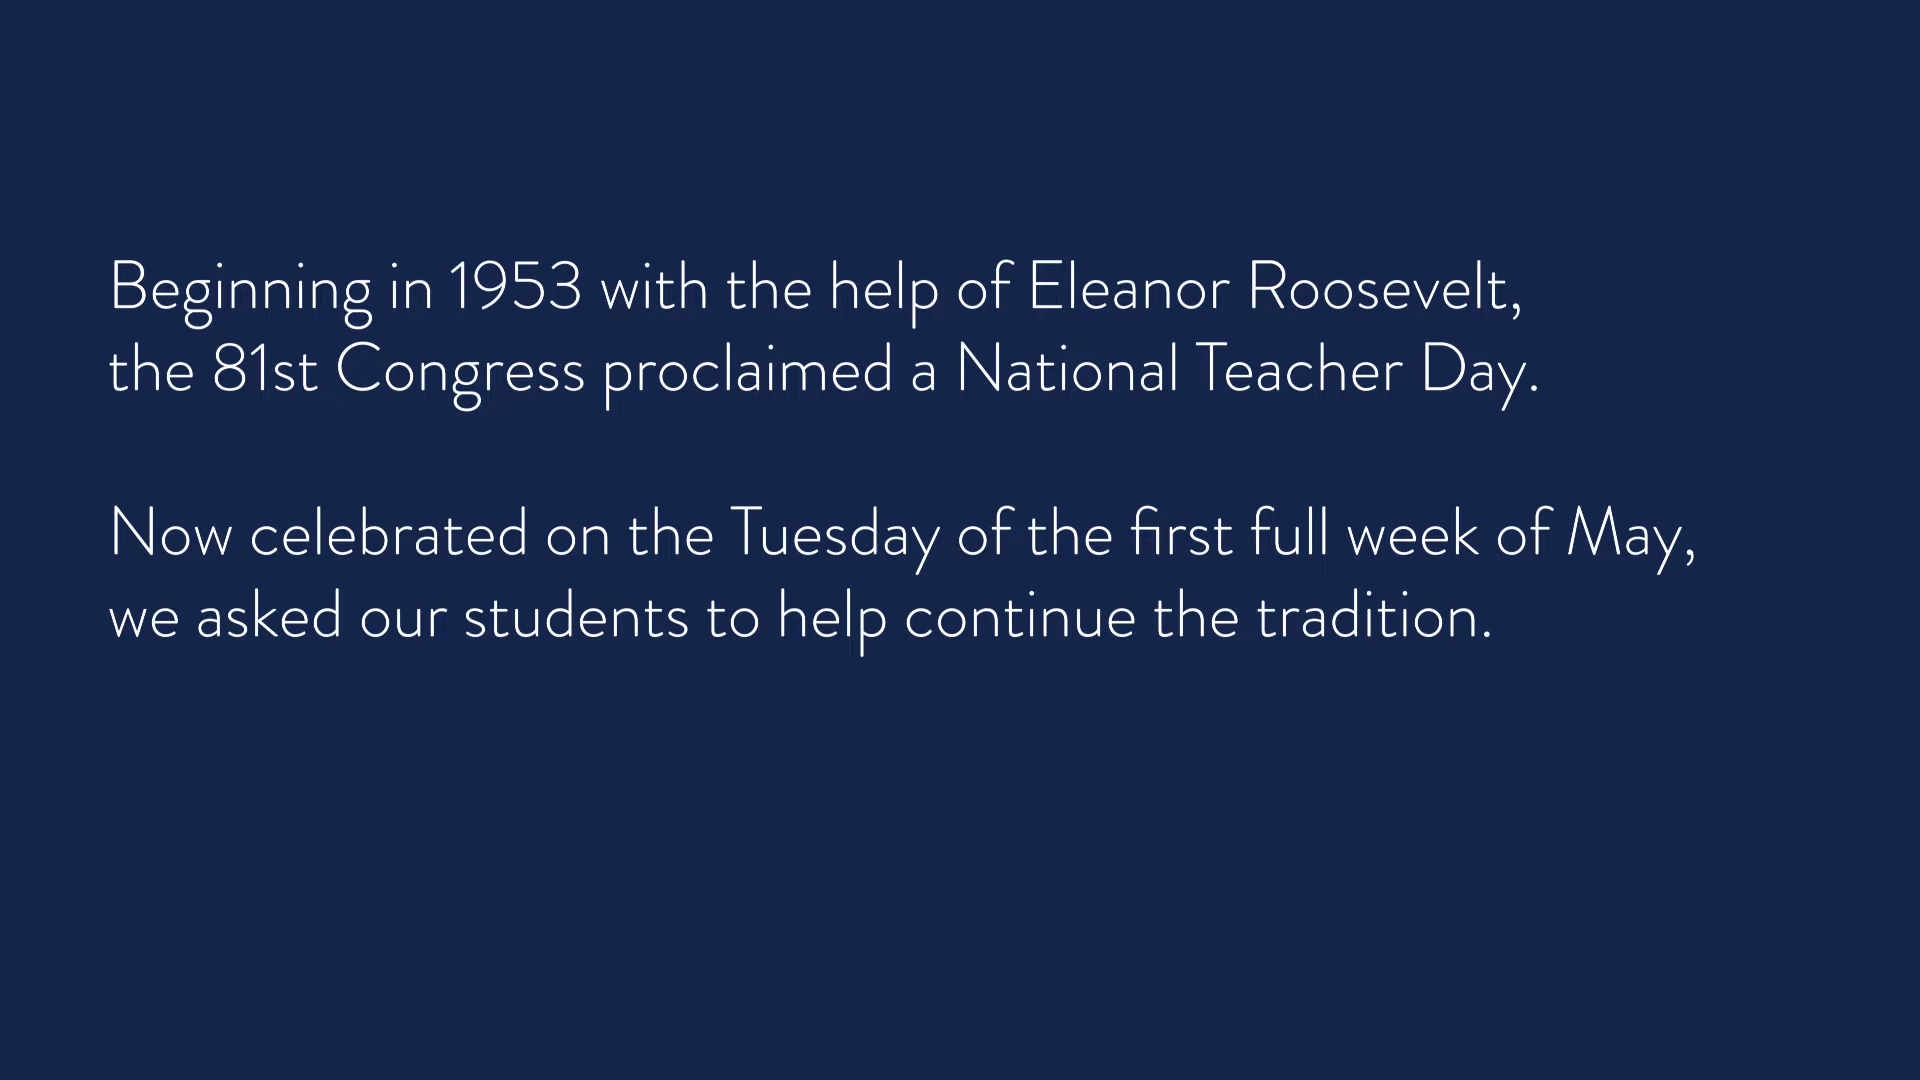 Beginning in 1953 with the help of Eleanor Roosevelt,
the 81st Congress proclaimed a National Teacher Day.
Now celebrated on the Tuesday of the first full week of May,
we asked our students to help continue the tradition.